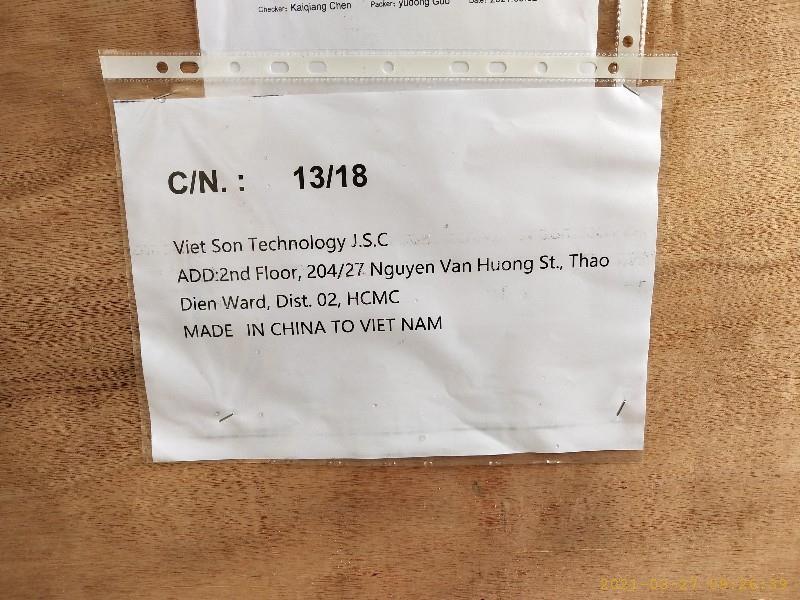 Checker: Kaiqiang Chen Packer: yudong Guo Date:
C/N. : 13/18
Viet Son Technology J.S.C
ADD:2nd Floor, 204/27 Nguyen Van Huong St., Thao
Dien Ward, Dist. 02, HCMC
MADE IN CHINA TO VIET NAM